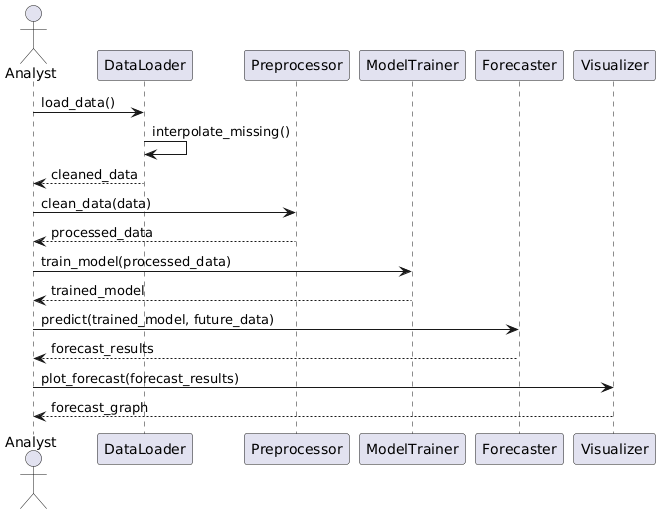 Analyst
DataLoader
Preprocessor
ModelTrainer
Forecaster
Visualizer
load_data()
interpolate_missing()
cleaned_data
clean_data(data)
processed_data
train_model(processed_data)
trained_model
predict(trained_model, future_data)
forecast_results
plot_forecast(forecast_results)
forecast_graph
Analyst
DataLoader
Preprocessor
ModelTrainer
Forecaster
Visualizer